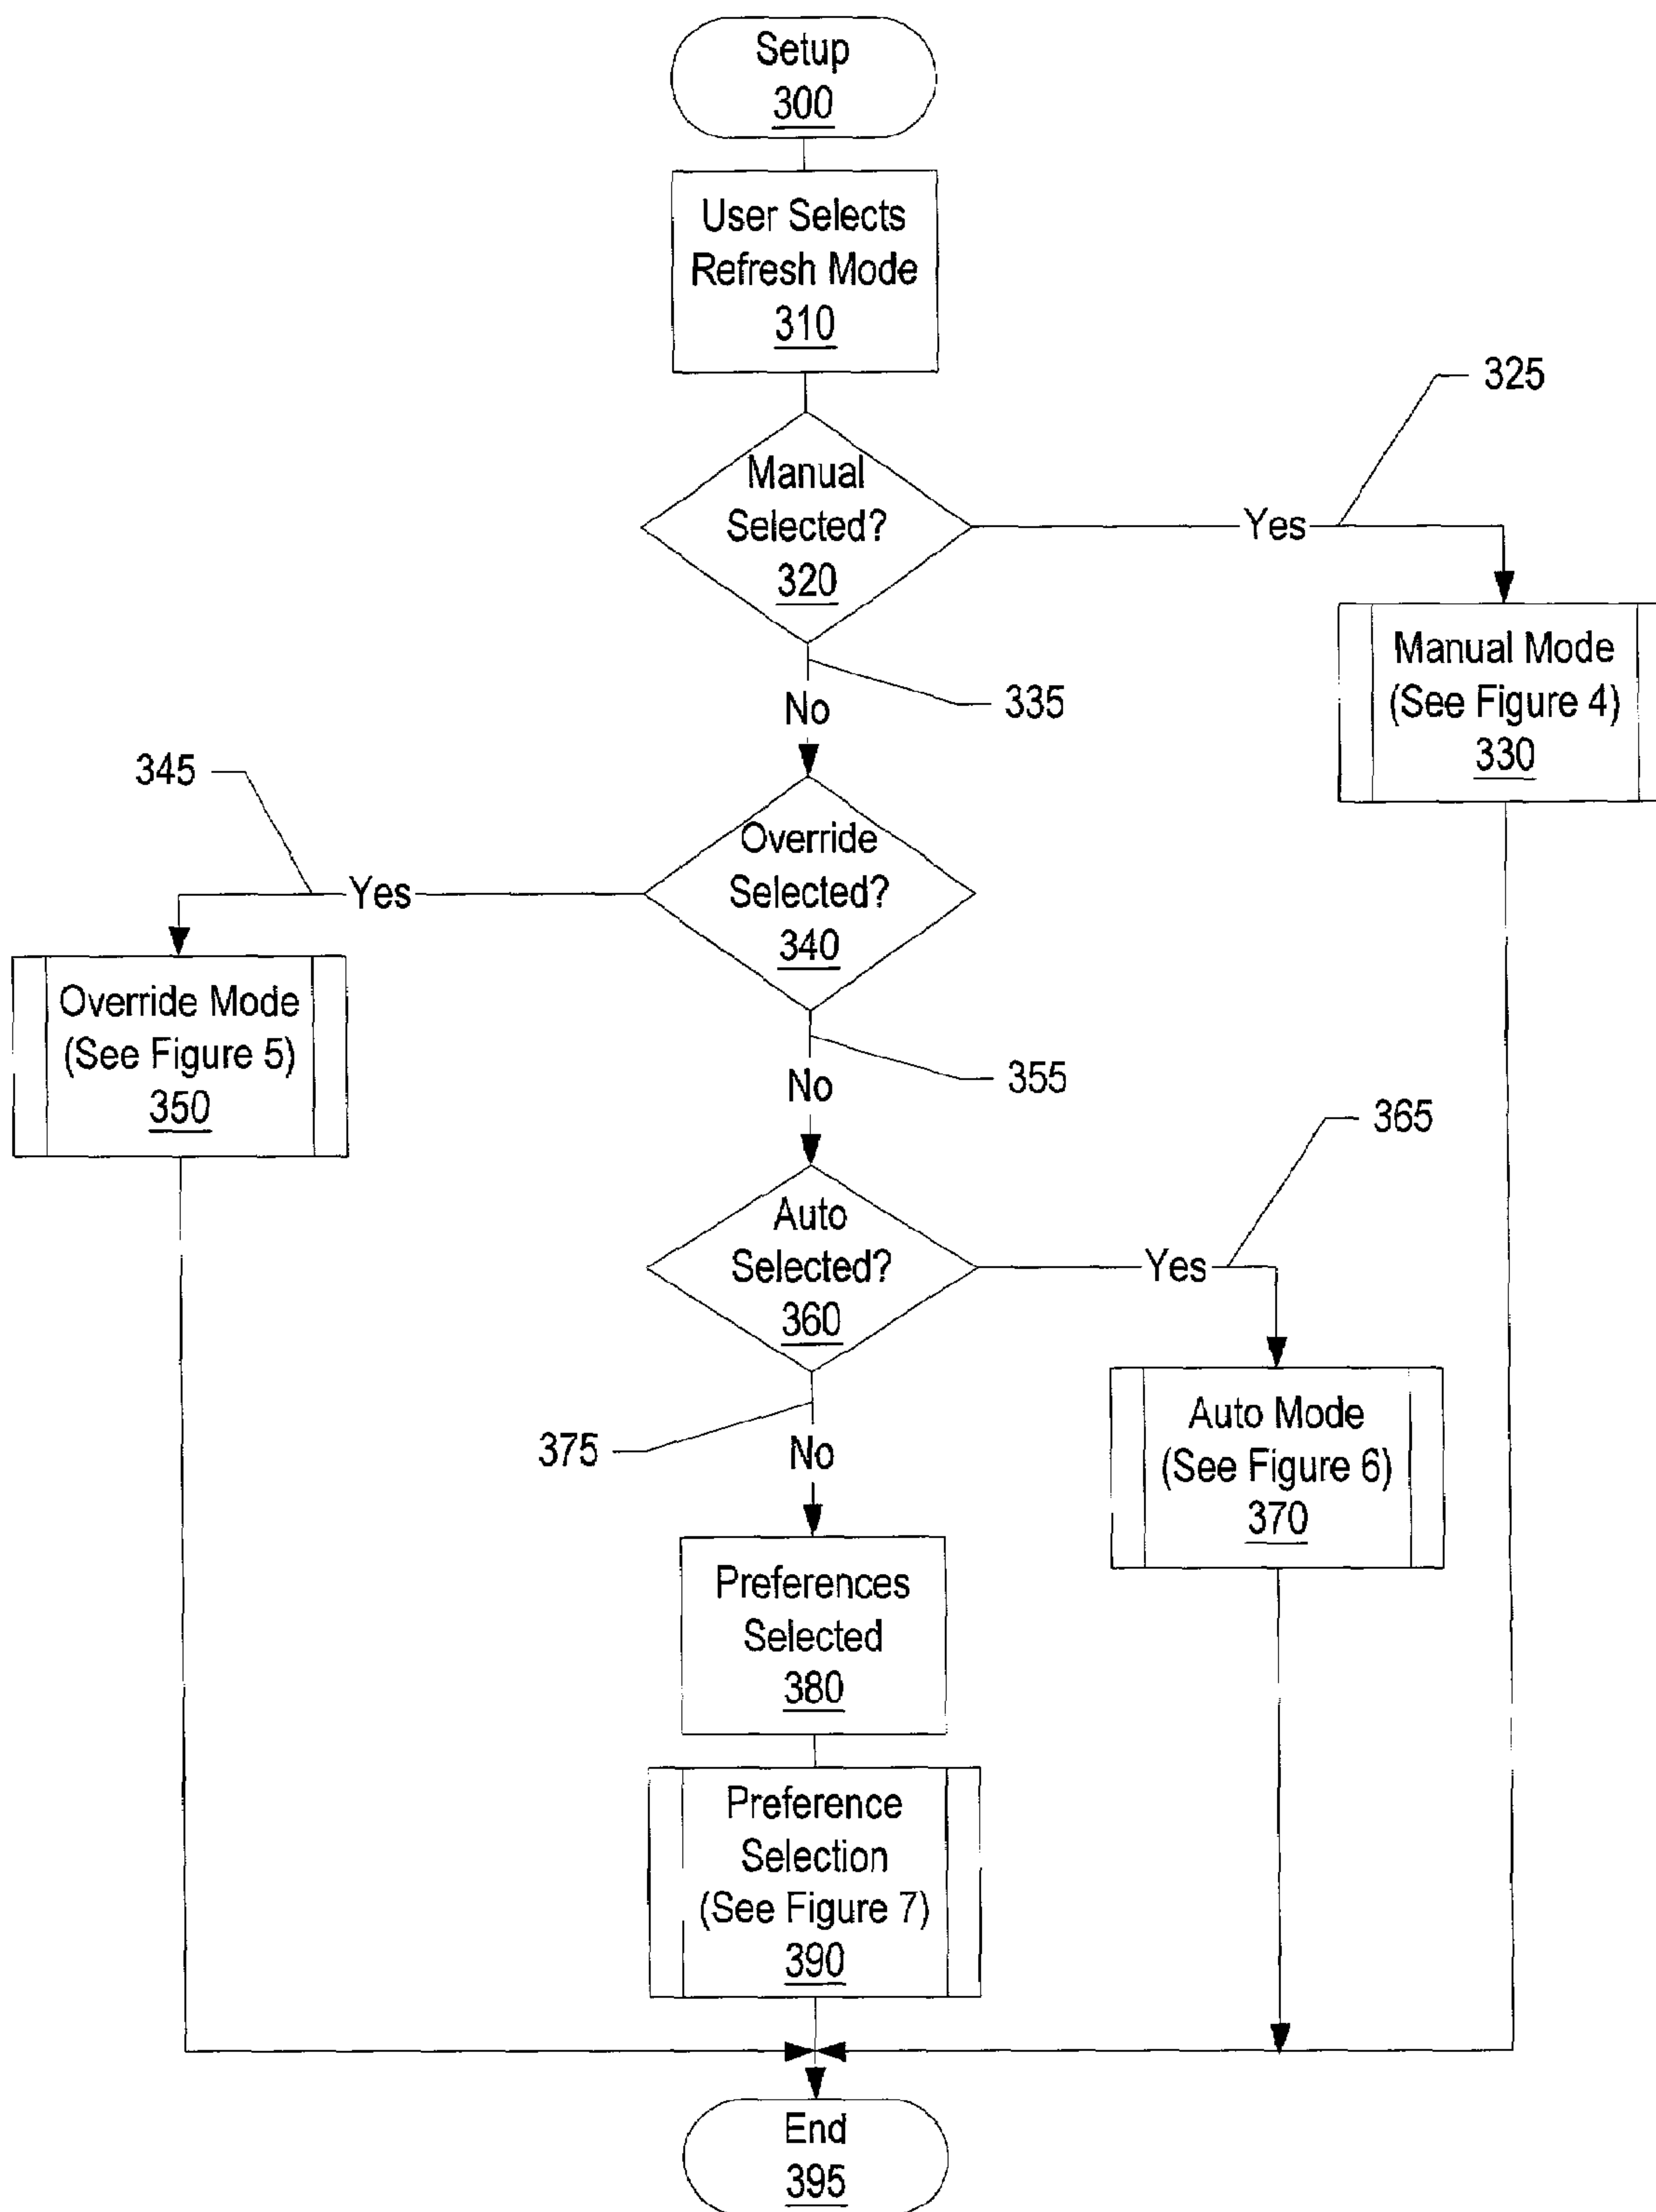 Setup
300
User Selects
Refresh Mode
310
325
Manual
Selected?
320
Yes
Manual Mode
(See Figure 4)
330
335
No
345
Override
Selected?
340
Yes
Override Mode
(See Figure 5)
350
355
No
365
Auto
Selected?
360
Yes
Auto Mode
(See Figure 6)
370
375
No
Preferences
Selected
380
Preference
Selection
(See Figure 7)
390
End
395